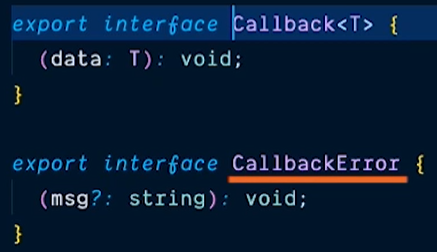 export interface Callback<T> {
(data: T): void;
}
export interface CallbackError {
(msg?: string): void;
}